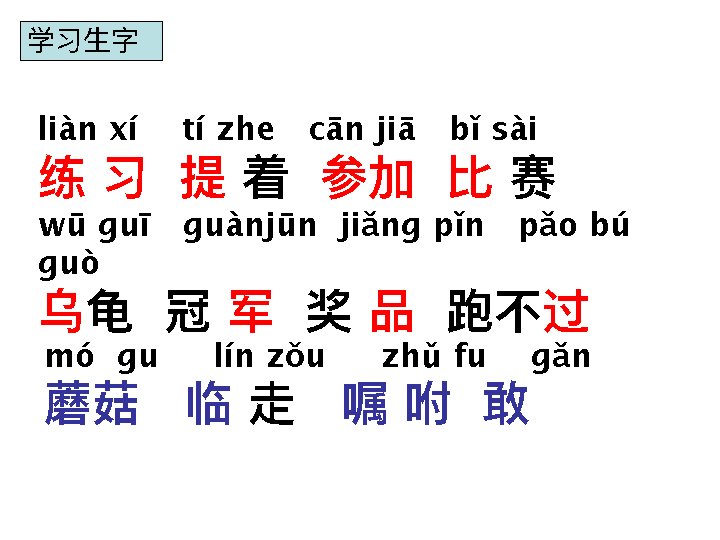 学习生字
liàn xí tí zhe cān jiā bǐ sài
练 习 提 着 参加 比 赛
wū guī guànjūn jiǎng pǐn pǎo bú
guò
乌龟 冠 军 奖 品 跑不过
mó gu lín zǒu zhǔ fu gǎn
蘑菇 临 走 嘱 咐 敢